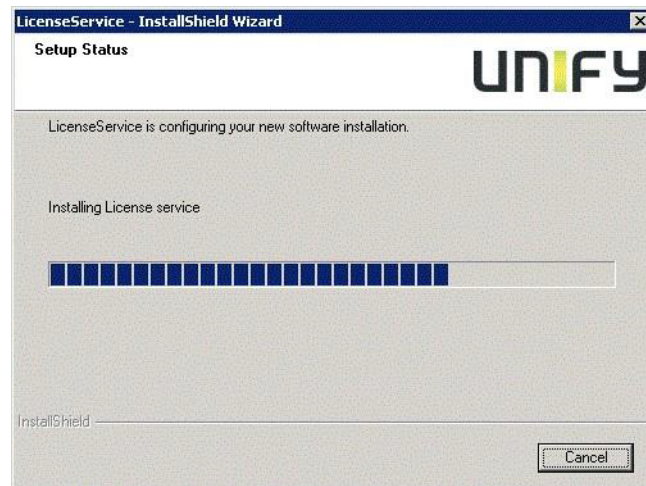 LicenseService - InstallShield Wizard
Setup Status
UNIFY
LicenseService is configuring your new software installation.
Installing License service
InstallShield
Cancel